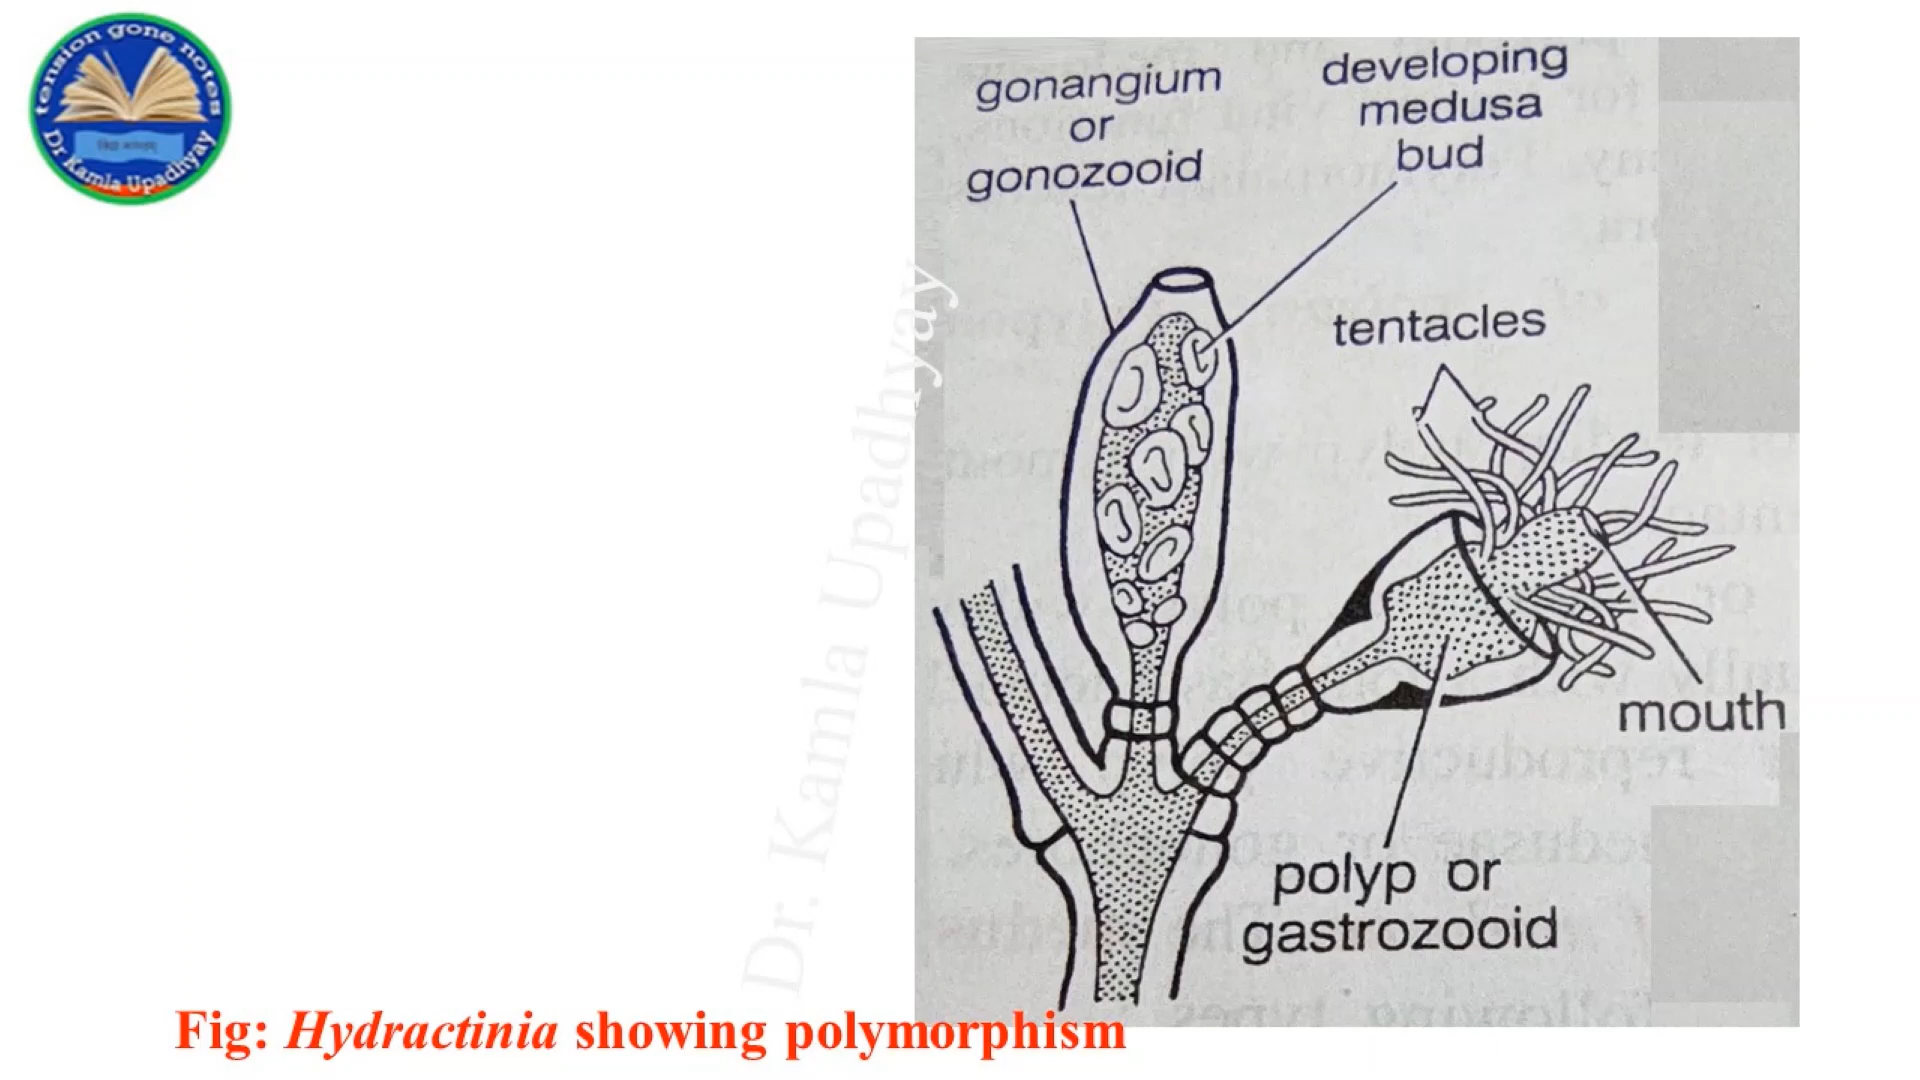 tension gone notes
Dr Kamla Upadhyay
gonangium
or
gonozooid
developing
medusa
bud
tentacles
mouth
polyp or
gastrozooid
Dr. Kamla Upadhyay
Fig: Hydractinia showing polymorphism